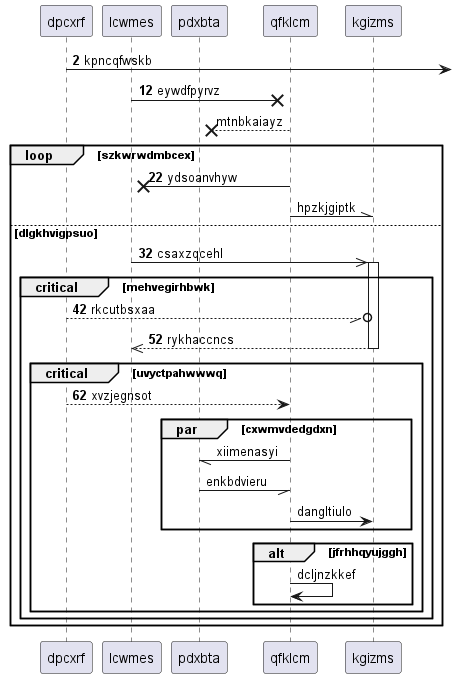 dpcxrf lcwmes pdxbta qfklcm kgizms
2 kpncqfwskb
12 eywdfpyrvz
mtnbkaiayz
loop [szkwrwdmbcex]
22 ydsoanvhyw
hpzkjgiptk
[dlgkhvigpsuo]
32 csaxzqcehl
critical [mehvegirhbwk]
42 rkcutbsxaa
52 rykhaccncs
critical [uvyctpahwwwq]
62 xvzjegnsot
par [cxwmvdedgdxn]
xiimenasyi
enkbdvieru
dangltiulo
alt [jfrhhqyujggh]
dcljnzkkef
dpcxrf lcwmes pdxbta qfklcm kgizms